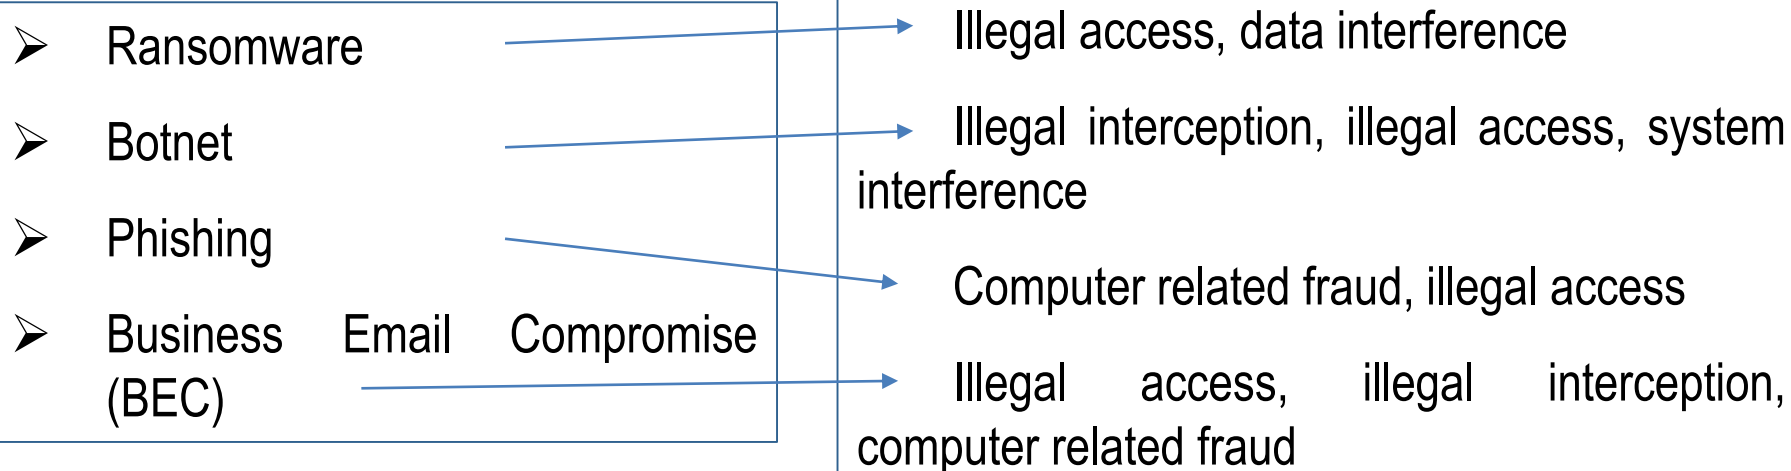 Ransomware
Botnet
Phishing
Business Email Compromise
(BEC)
Illegal access, data interference
Illegal interception, illegal access, system
interference
Computer related fraud, illegal access
Illegal access, illegal interception,
computer related fraud